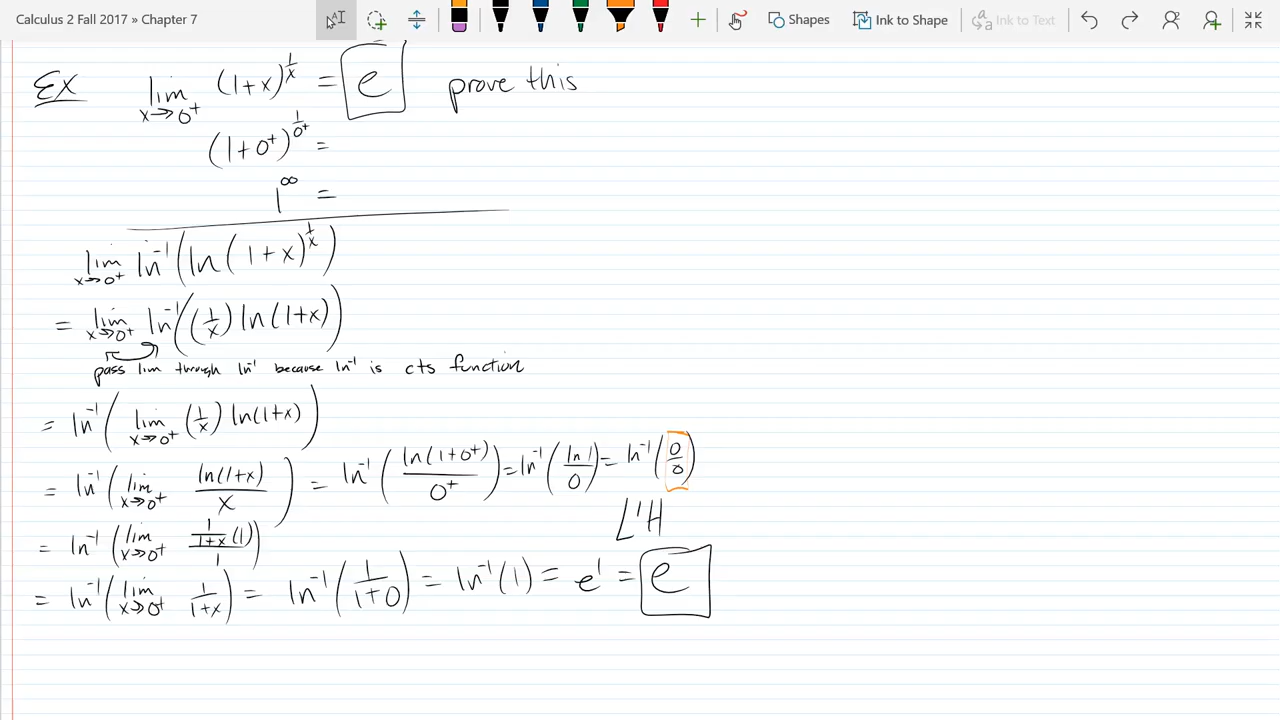 Calculus 2 Fall 2017 » Chapter 7
Shapes
Ink to Shape
Ink to Text
Ex lim x→0⁺ (1+x)^(1/x) = e prove this
(1+0⁺)^(1/0⁺) =
1^∞ =
lim x→0⁺ ln⁻¹(ln(1+x)^(1/x))
= lim x→0⁺ ln⁻¹((1/x) ln(1+x))
pass lim through ln⁻¹ because ln⁻¹ is cts function
= ln⁻¹(lim x→0⁺ (1/x) ln(1+x))
= ln⁻¹(lim x→0⁺ ln(1+x)/x) = ln⁻¹(ln(1+0⁺)/0⁺) = ln⁻¹(ln1/0) = ln⁻¹(0/0)
L'H
= ln⁻¹(lim x→0⁺ (1/(1+x) (1))/1)
= ln⁻¹(lim x→0⁺ 1/(1+x)) = ln⁻¹(1/(1+0)) = ln⁻¹(1) = e¹ = e